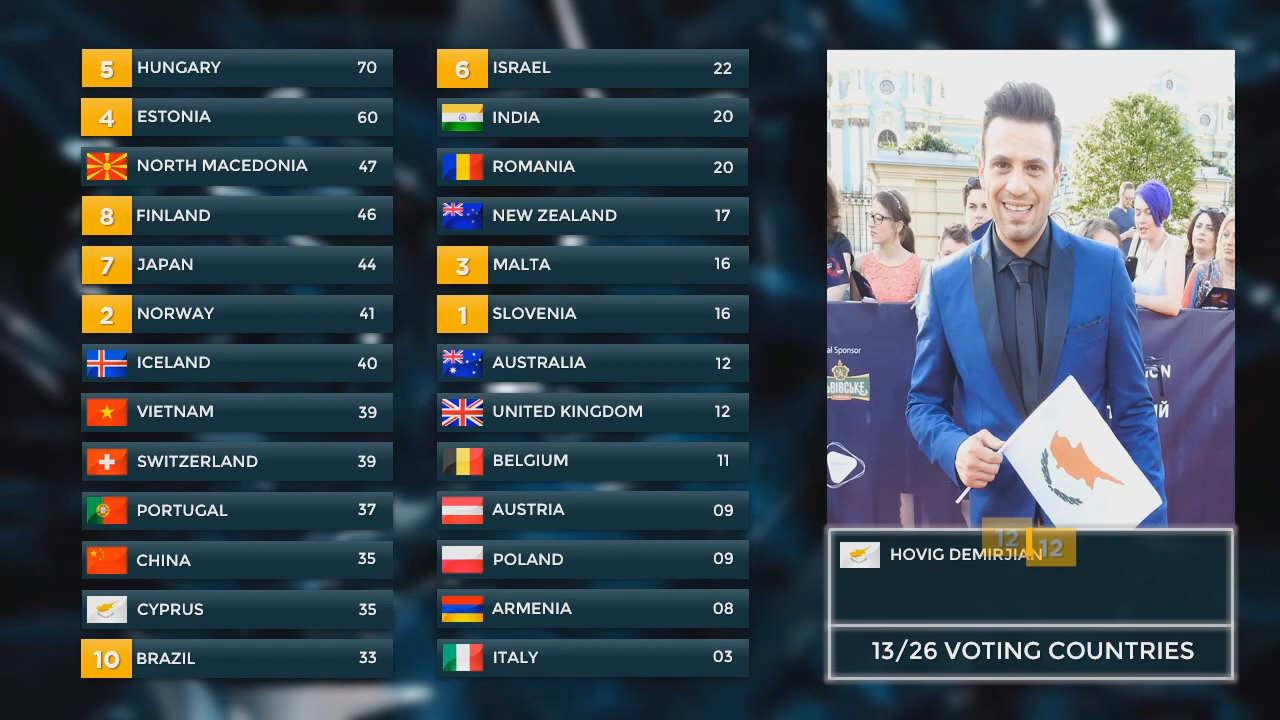 5 HUNGARY 70
4 ESTONIA 60
NORTH MACEDONIA 47
8 FINLAND 46
7 JAPAN 44
2 NORWAY 41
ICELAND 40
VIETNAM 39
SWITZERLAND 39
PORTUGAL 37
CHINA 35
CYPRUS 35
10 BRAZIL 33
6 ISRAEL 22
INDIA 20
ROMANIA 20
NEW ZEALAND 17
3 MALTA 16
1 SLOVENIA 16
AUSTRALIA 12
UNITED KINGDOM 12
BELGIUM 11
AUSTRIA 09
POLAND 09
ARMENIA 08
ITALY 03
al Sponsor
ЬВІВСЬКЕ
12 12
HOVIG DEMIRJIAN
13/26 VOTING COUNTRIES